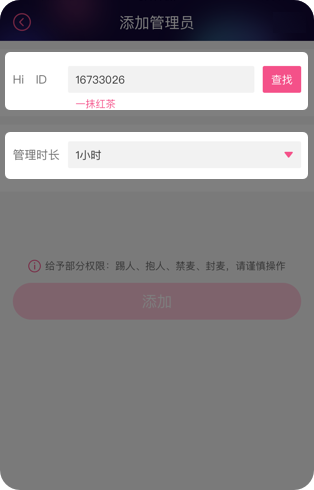 添加管理员
Hi ID 16733026 查找
一抹红茶
管理时长 1小时
给予部分权限：踢人、抱人、禁麦、封麦，请谨慎操作
添加